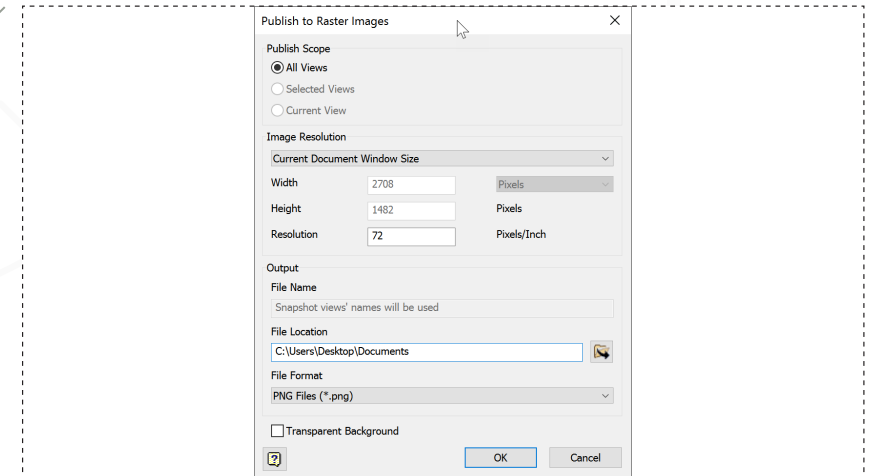 Publish to Raster Images
Publish Scope
All Views
Selected Views
Current View
Image Resolution
Current Document Window Size
Width 2708 Pixels
Height 1482 Pixels
Resolution 72 Pixels/Inch
Output
File Name
Snapshot views' names will be used
File Location
C:\Users\Desktop\Documents
File Format
PNG Files (*.png)
Transparent Background
OK Cancel